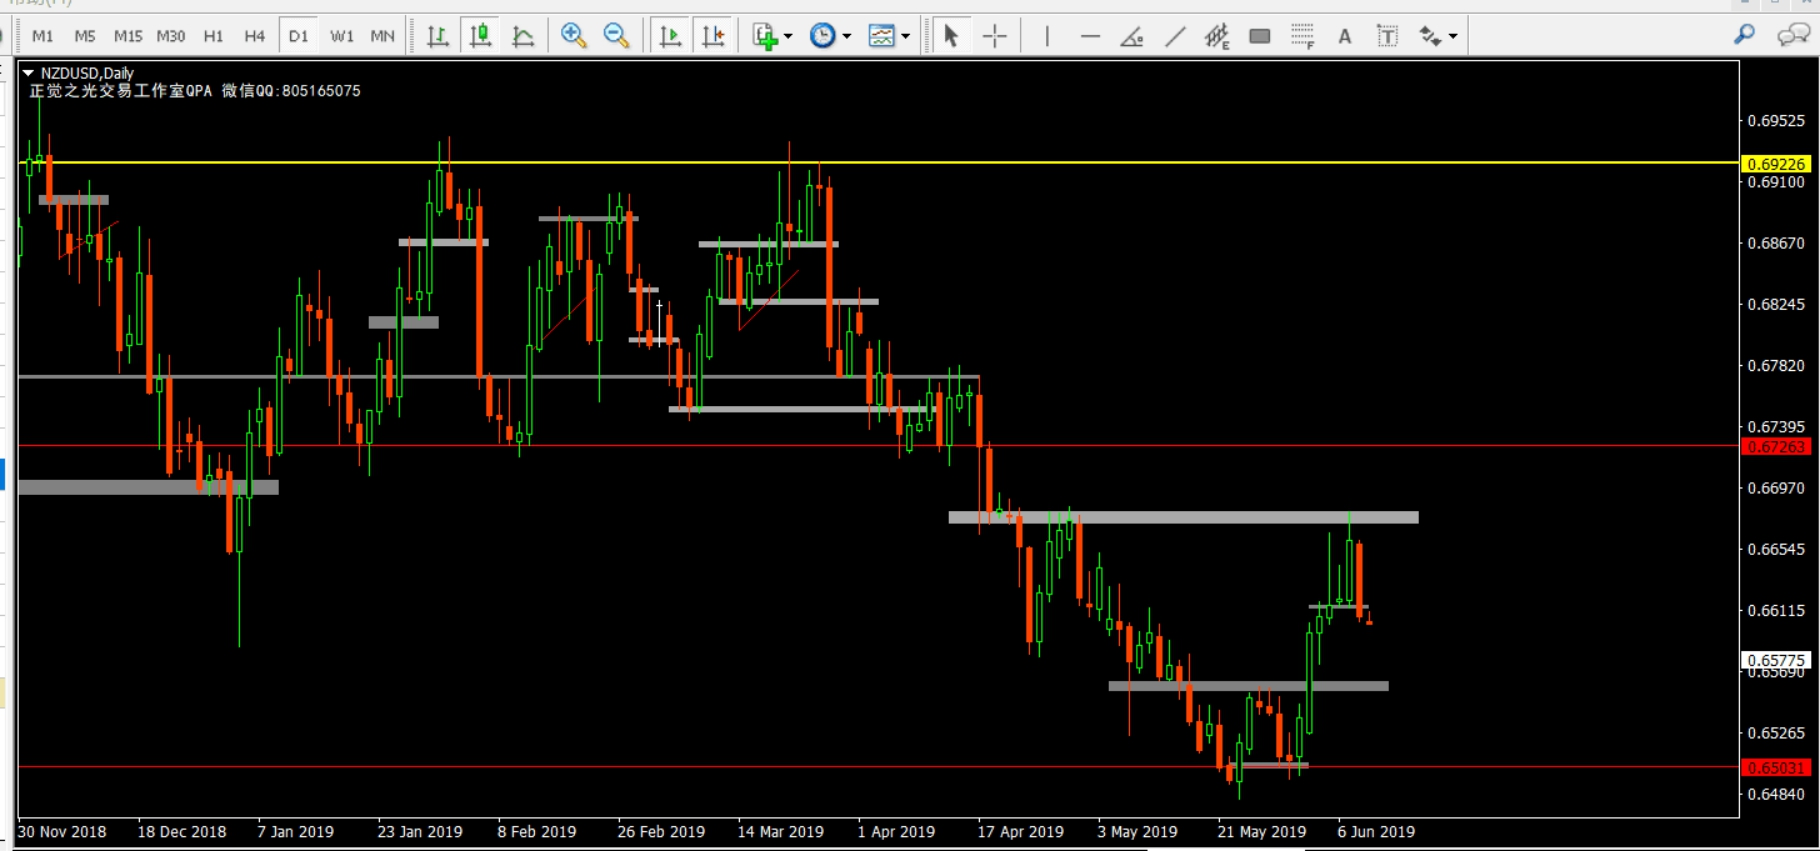 帮助(H)
M1 M5 M15 M30 H1 H4 D1 W1 MN
E F A T
NZDUSD,Daily
正觉之光交易工作室QPA 微信QQ:805165075
0.69525
0.69226
0.69100
0.68670
0.68245
0.67820
0.67395
0.67263
0.66970
0.66545
0.66115
0.65775
0.65690
0.65265
0.65031
0.64840
30 Nov 2018 18 Dec 2018 7 Jan 2019 23 Jan 2019 8 Feb 2019 26 Feb 2019 14 Mar 2019 1 Apr 2019 17 Apr 2019 3 May 2019 21 May 2019 6 Jun 2019